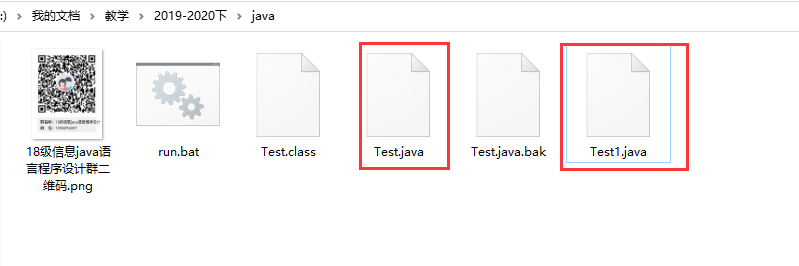 :) > 我的文档 > 教学 > 2019-2020下 > java
18级信息java语言程序设计群二维码.png
run.bat
Test.class
Test.java
Test.java.bak
Test1.java